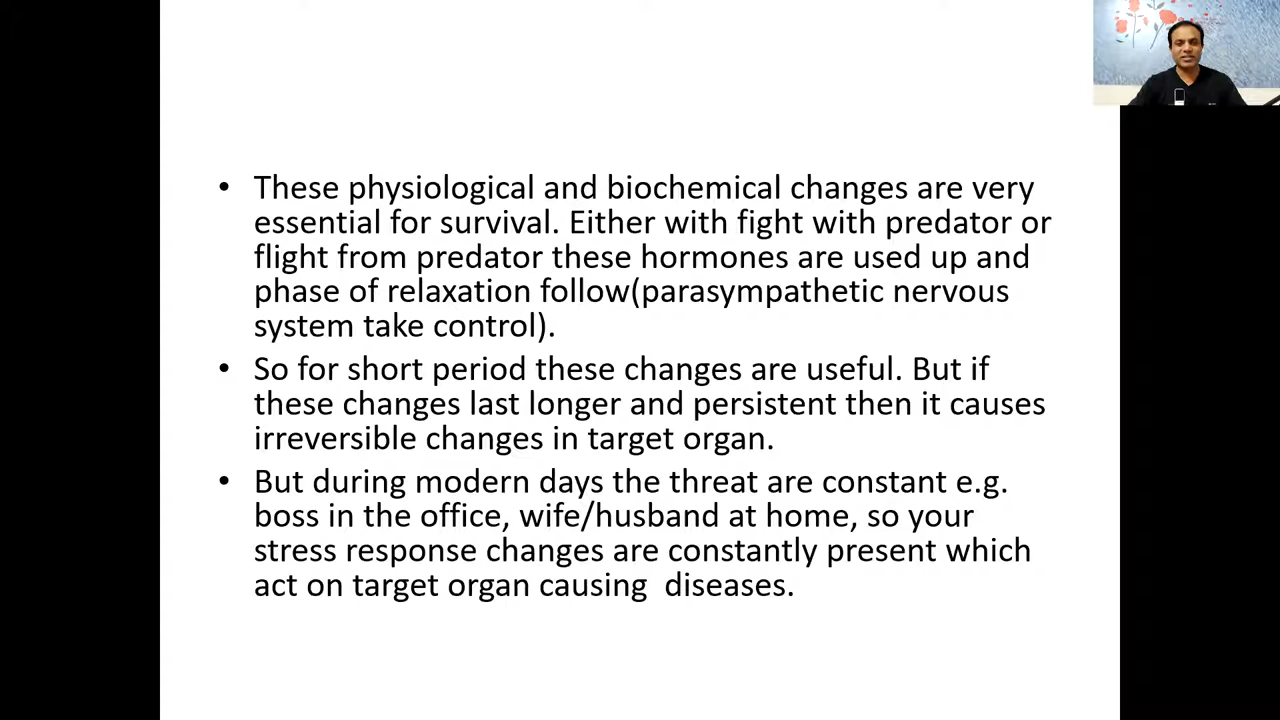 • These physiological and biochemical changes are very
essential for survival. Either with fight with predator or
flight from predator these hormones are used up and
phase of relaxation follow(parasympathetic nervous
system take control).
• So for short period these changes are useful. But if
these changes last longer and persistent then it causes
irreversible changes in target organ.
• But during modern days the threat are constant e.g.
boss in the office, wife/husband at home, so your
stress response changes are constantly present which
act on target organ causing  diseases.